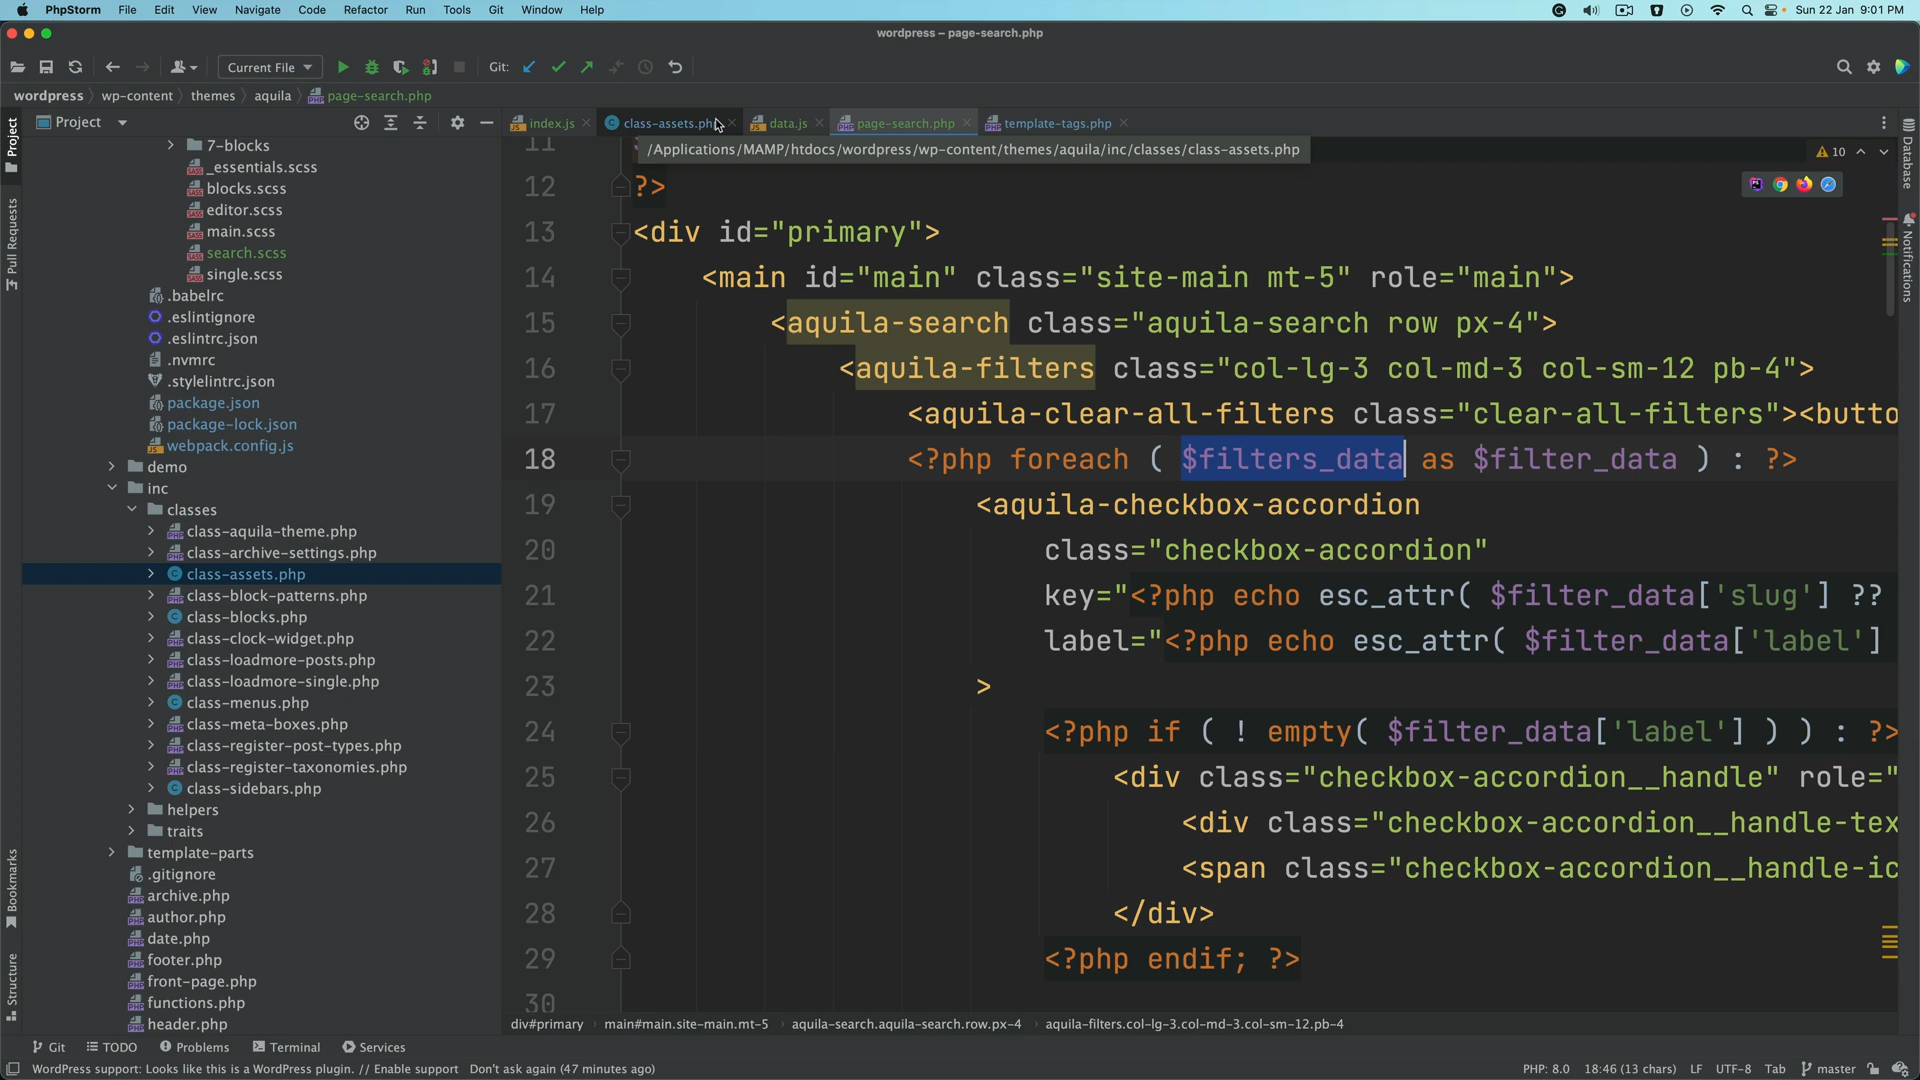 PhpStorm File Edit View Navigate Code Refactor Run Tools Git Window Help Sun 22 Jan 9:01 PM
wordpress – page-search.php
Current File Git:
wordpress wp-content themes aquila page-search.php
Project index.js class-assets.php data.js page-search.php template-tags.php
/Applications/MAMP/htdocs/wordpress/wp-content/themes/aquila/inc/classes/class-assets.php
10
Project
Pull Requests
Bookmarks
Structure
Database
Notifications
7-blocks
_essentials.scss
blocks.scss
editor.scss
main.scss
search.scss
single.scss
.babelrc
.eslintignore
.eslintrc.json
.nvmrc
.stylelintrc.json
package.json
package-lock.json
webpack.config.js
demo
inc
classes
class-aquila-theme.php
class-archive-settings.php
class-assets.php
class-block-patterns.php
class-blocks.php
class-clock-widget.php
class-loadmore-posts.php
class-loadmore-single.php
class-menus.php
class-meta-boxes.php
class-register-post-types.php
class-register-taxonomies.php
class-sidebars.php
helpers
traits
template-parts
.gitignore
archive.php
author.php
date.php
footer.php
front-page.php
functions.php
header.php
11
12 ?>
13 <div id="primary">
14 <main id="main" class="site-main mt-5" role="main">
15 <aquila-search class="aquila-search row px-4">
16 <aquila-filters class="col-lg-3 col-md-3 col-sm-12 pb-4">
17 <aquila-clear-all-filters class="clear-all-filters"><butto
18 <?php foreach ( $filters_data as $filter_data ) : ?>
19 <aquila-checkbox-accordion
20 class="checkbox-accordion"
21 key="<?php echo esc_attr( $filter_data['slug'] ??
22 label="<?php echo esc_attr( $filter_data['label']
23 >
24 <?php if ( ! empty( $filter_data['label'] ) ) : ?>
25 <div class="checkbox-accordion__handle" role="
26 <div class="checkbox-accordion__handle-tex
27 <span class="checkbox-accordion__handle-ic
28 </div>
29 <?php endif; ?>
30
div#primary main#main.site-main.mt-5 aquila-search.aquila-search.row.px-4 aquila-filters.col-lg-3.col-md-3.col-sm-12.pb-4
Git TODO Problems Terminal Services
WordPress support: Looks like this is a WordPress plugin. // Enable support Don't ask again (47 minutes ago) PHP: 8.0 18:46 (13 chars) LF UTF-8 Tab master